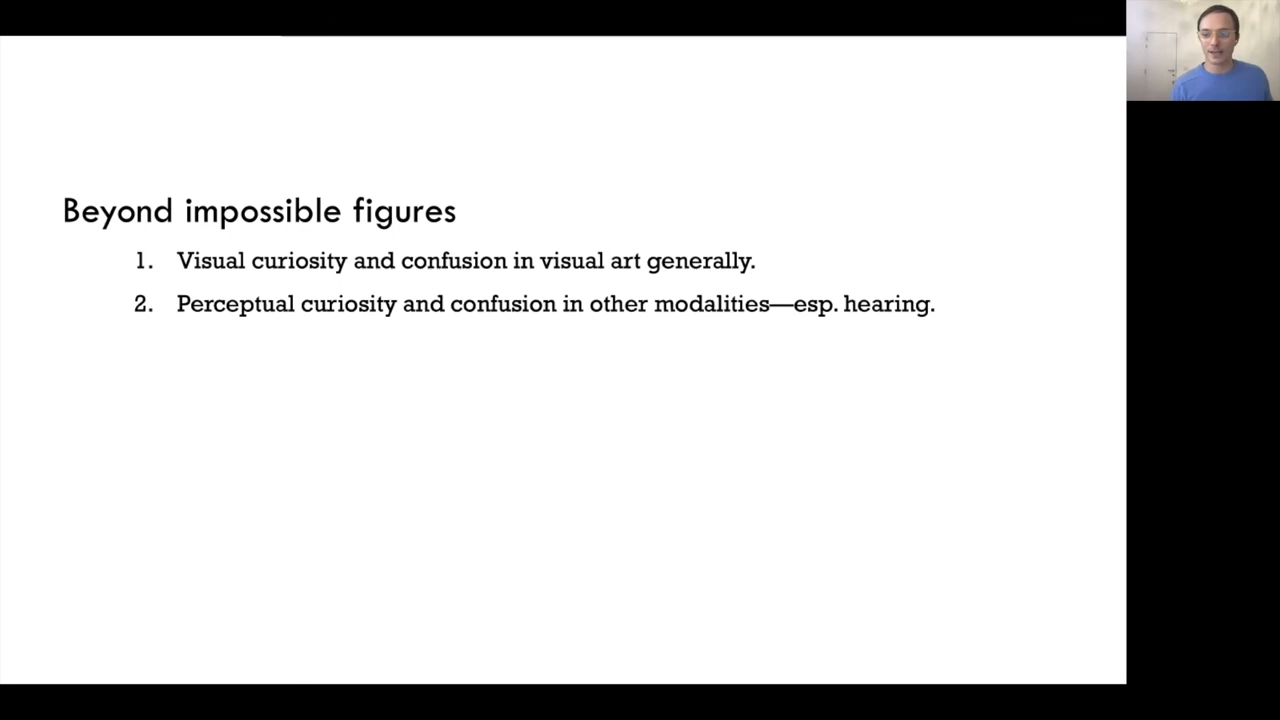 Beyond impossible figures
1. Visual curiosity and confusion in visual art generally.
2. Perceptual curiosity and confusion in other modalities—esp. hearing.